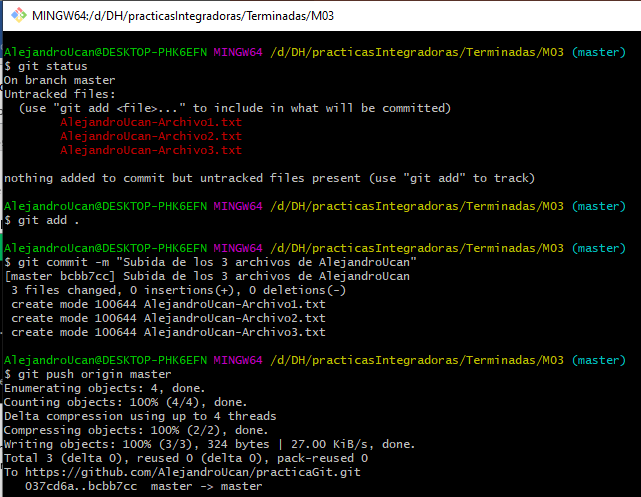 MINGW64:/d/DH/practicasIntegradoras/Terminadas/M03
AlejandroUcan@DESKTOP-PHK6EFN MINGW64 /d/DH/practicasIntegradoras/Terminadas/M03 (master)
$ git status
On branch master
Untracked files:
  (use "git add <file>..." to include in what will be committed)
        AlejandroUcan-Archivo1.txt
        AlejandroUcan-Archivo2.txt
        AlejandroUcan-Archivo3.txt
nothing added to commit but untracked files present (use "git add" to track)
AlejandroUcan@DESKTOP-PHK6EFN MINGW64 /d/DH/practicasIntegradoras/Terminadas/M03 (master)
$ git add .
AlejandroUcan@DESKTOP-PHK6EFN MINGW64 /d/DH/practicasIntegradoras/Terminadas/M03 (master)
$ git commit -m "Subida de los 3 archivos de AlejandroUcan"
[master bcbb7cc] Subida de los 3 archivos de AlejandroUcan
 3 files changed, 0 insertions(+), 0 deletions(-)
 create mode 100644 AlejandroUcan-Archivo1.txt
 create mode 100644 AlejandroUcan-Archivo2.txt
 create mode 100644 AlejandroUcan-Archivo3.txt
AlejandroUcan@DESKTOP-PHK6EFN MINGW64 /d/DH/practicasIntegradoras/Terminadas/M03 (master)
$ git push origin master
Enumerating objects: 4, done.
Counting objects: 100% (4/4), done.
Delta compression using up to 4 threads
Compressing objects: 100% (2/2), done.
Writing objects: 100% (3/3), 324 bytes | 27.00 KiB/s, done.
Total 3 (delta 0), reused 0 (delta 0), pack-reused 0
To https://github.com/AlejandroUcan/practicaGit.git
   037cd6a..bcbb7cc  master -> master